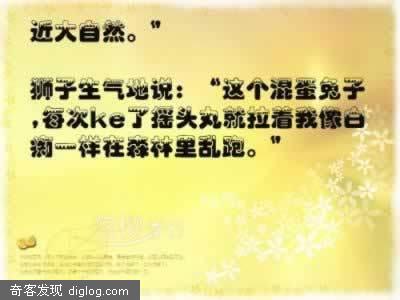 近大自然。”
狮子生气地说：“这个混蛋兔子
，每次ke了摇头丸就拉着我像白
痴一样在森林里乱跑。”
奇客发现 diglog.com